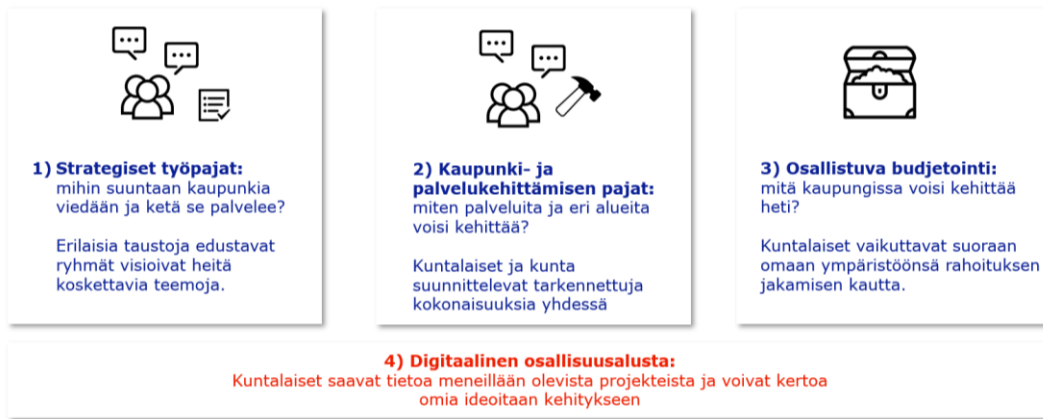 1) Strategiset työpajat:
mihin suuntaan kaupunkia
viedään ja ketä se palvelee?
Erilaisia taustoja edustavat
ryhmät visioivat heitä
koskettavia teemoja.
2) Kaupunki- ja
palvelukehittämisen pajat:
miten palveluita ja eri alueita
voisi kehittää?
Kuntalaiset ja kunta
suunnittelevat tarkennettuja
kokonaisuuksia yhdessä
3) Osallistuva budjetointi:
mitä kaupungissa voisi kehittää
heti?
Kuntalaiset vaikuttavat suoraan
omaan ympäristöönsä rahoituksen
jakamisen kautta.
4) Digitaalinen osallisuusalusta:
Kuntalaiset saavat tietoa meneillään olevista projekteista ja voivat kertoa
omia ideoitaan kehitykseen